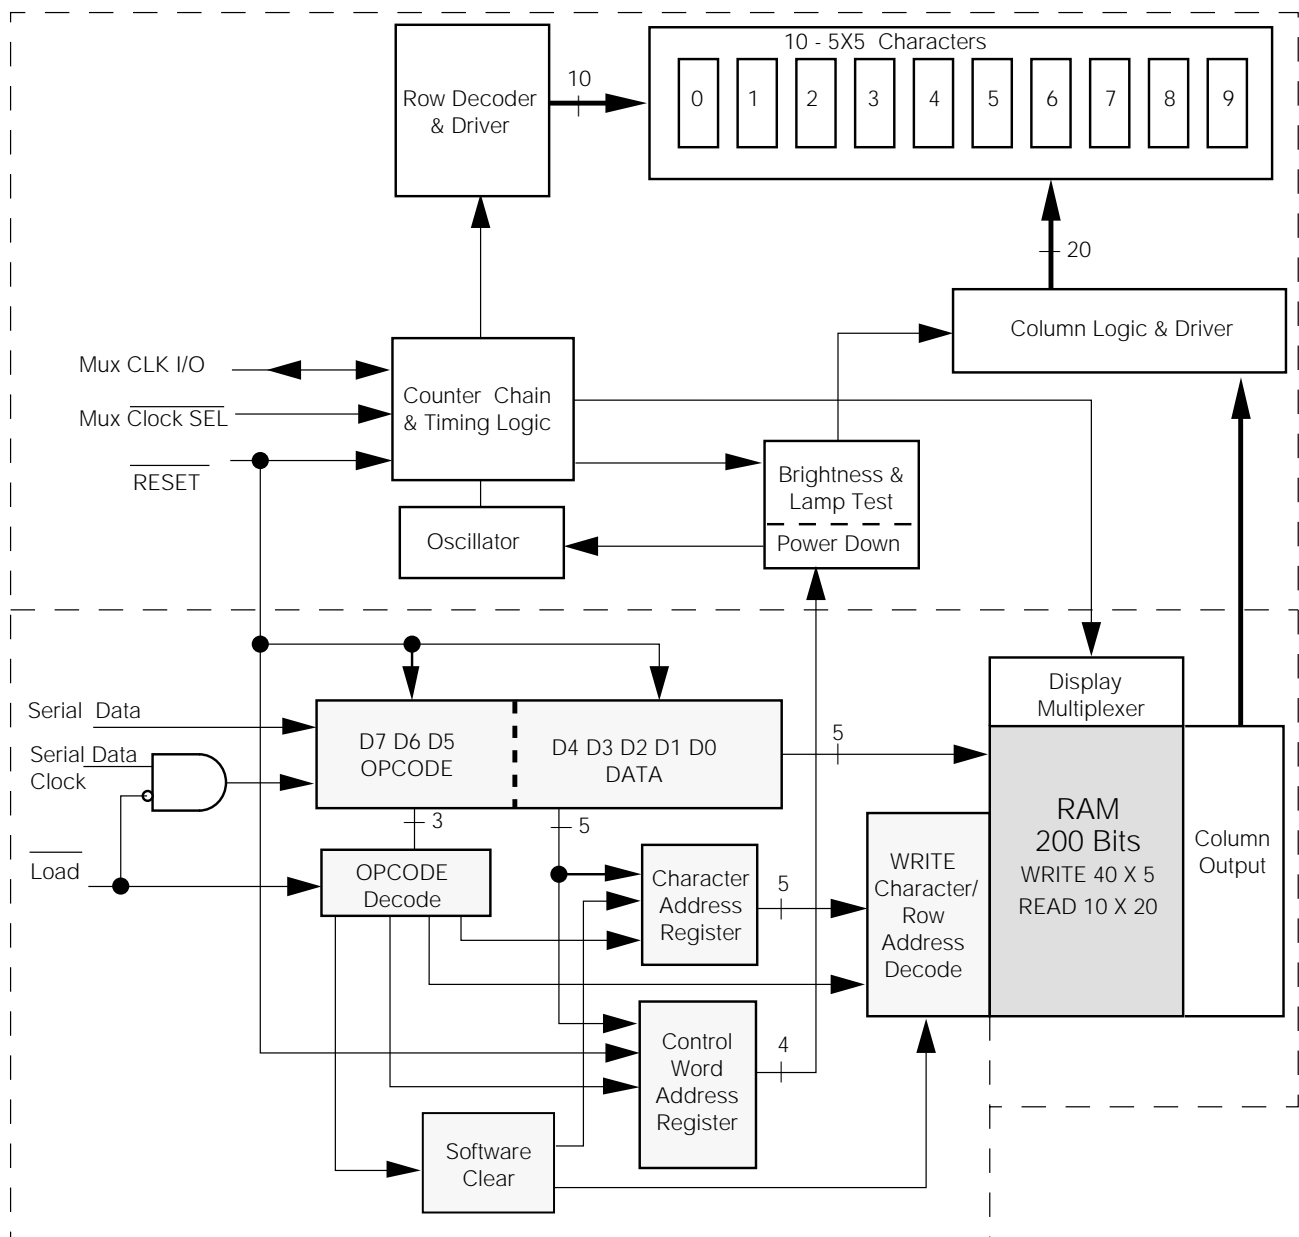 10 - 5X5 Characters
Row Decoder
& Driver
10
0 1 2 3 4 5 6 7 8 9
20
Column Logic & Driver
Mux CLK I/O
Mux Clock SEL
RESET
Counter Chain
& Timing Logic
Oscillator
Brightness &
Lamp Test
Power Down
Serial Data
Serial Data
Clock
Load
D7 D6 D5
OPCODE
D4 D3 D2 D1 D0
DATA
5
3
5
OPCODE
Decode
Character
Address
Register
5
WRITE
Character/
Row
Address
Decode
Display
Multiplexer
RAM
200 Bits
WRITE 40 X 5
READ 10 X 20
Column
Output
Control
Word
Address
Register
4
Software
Clear